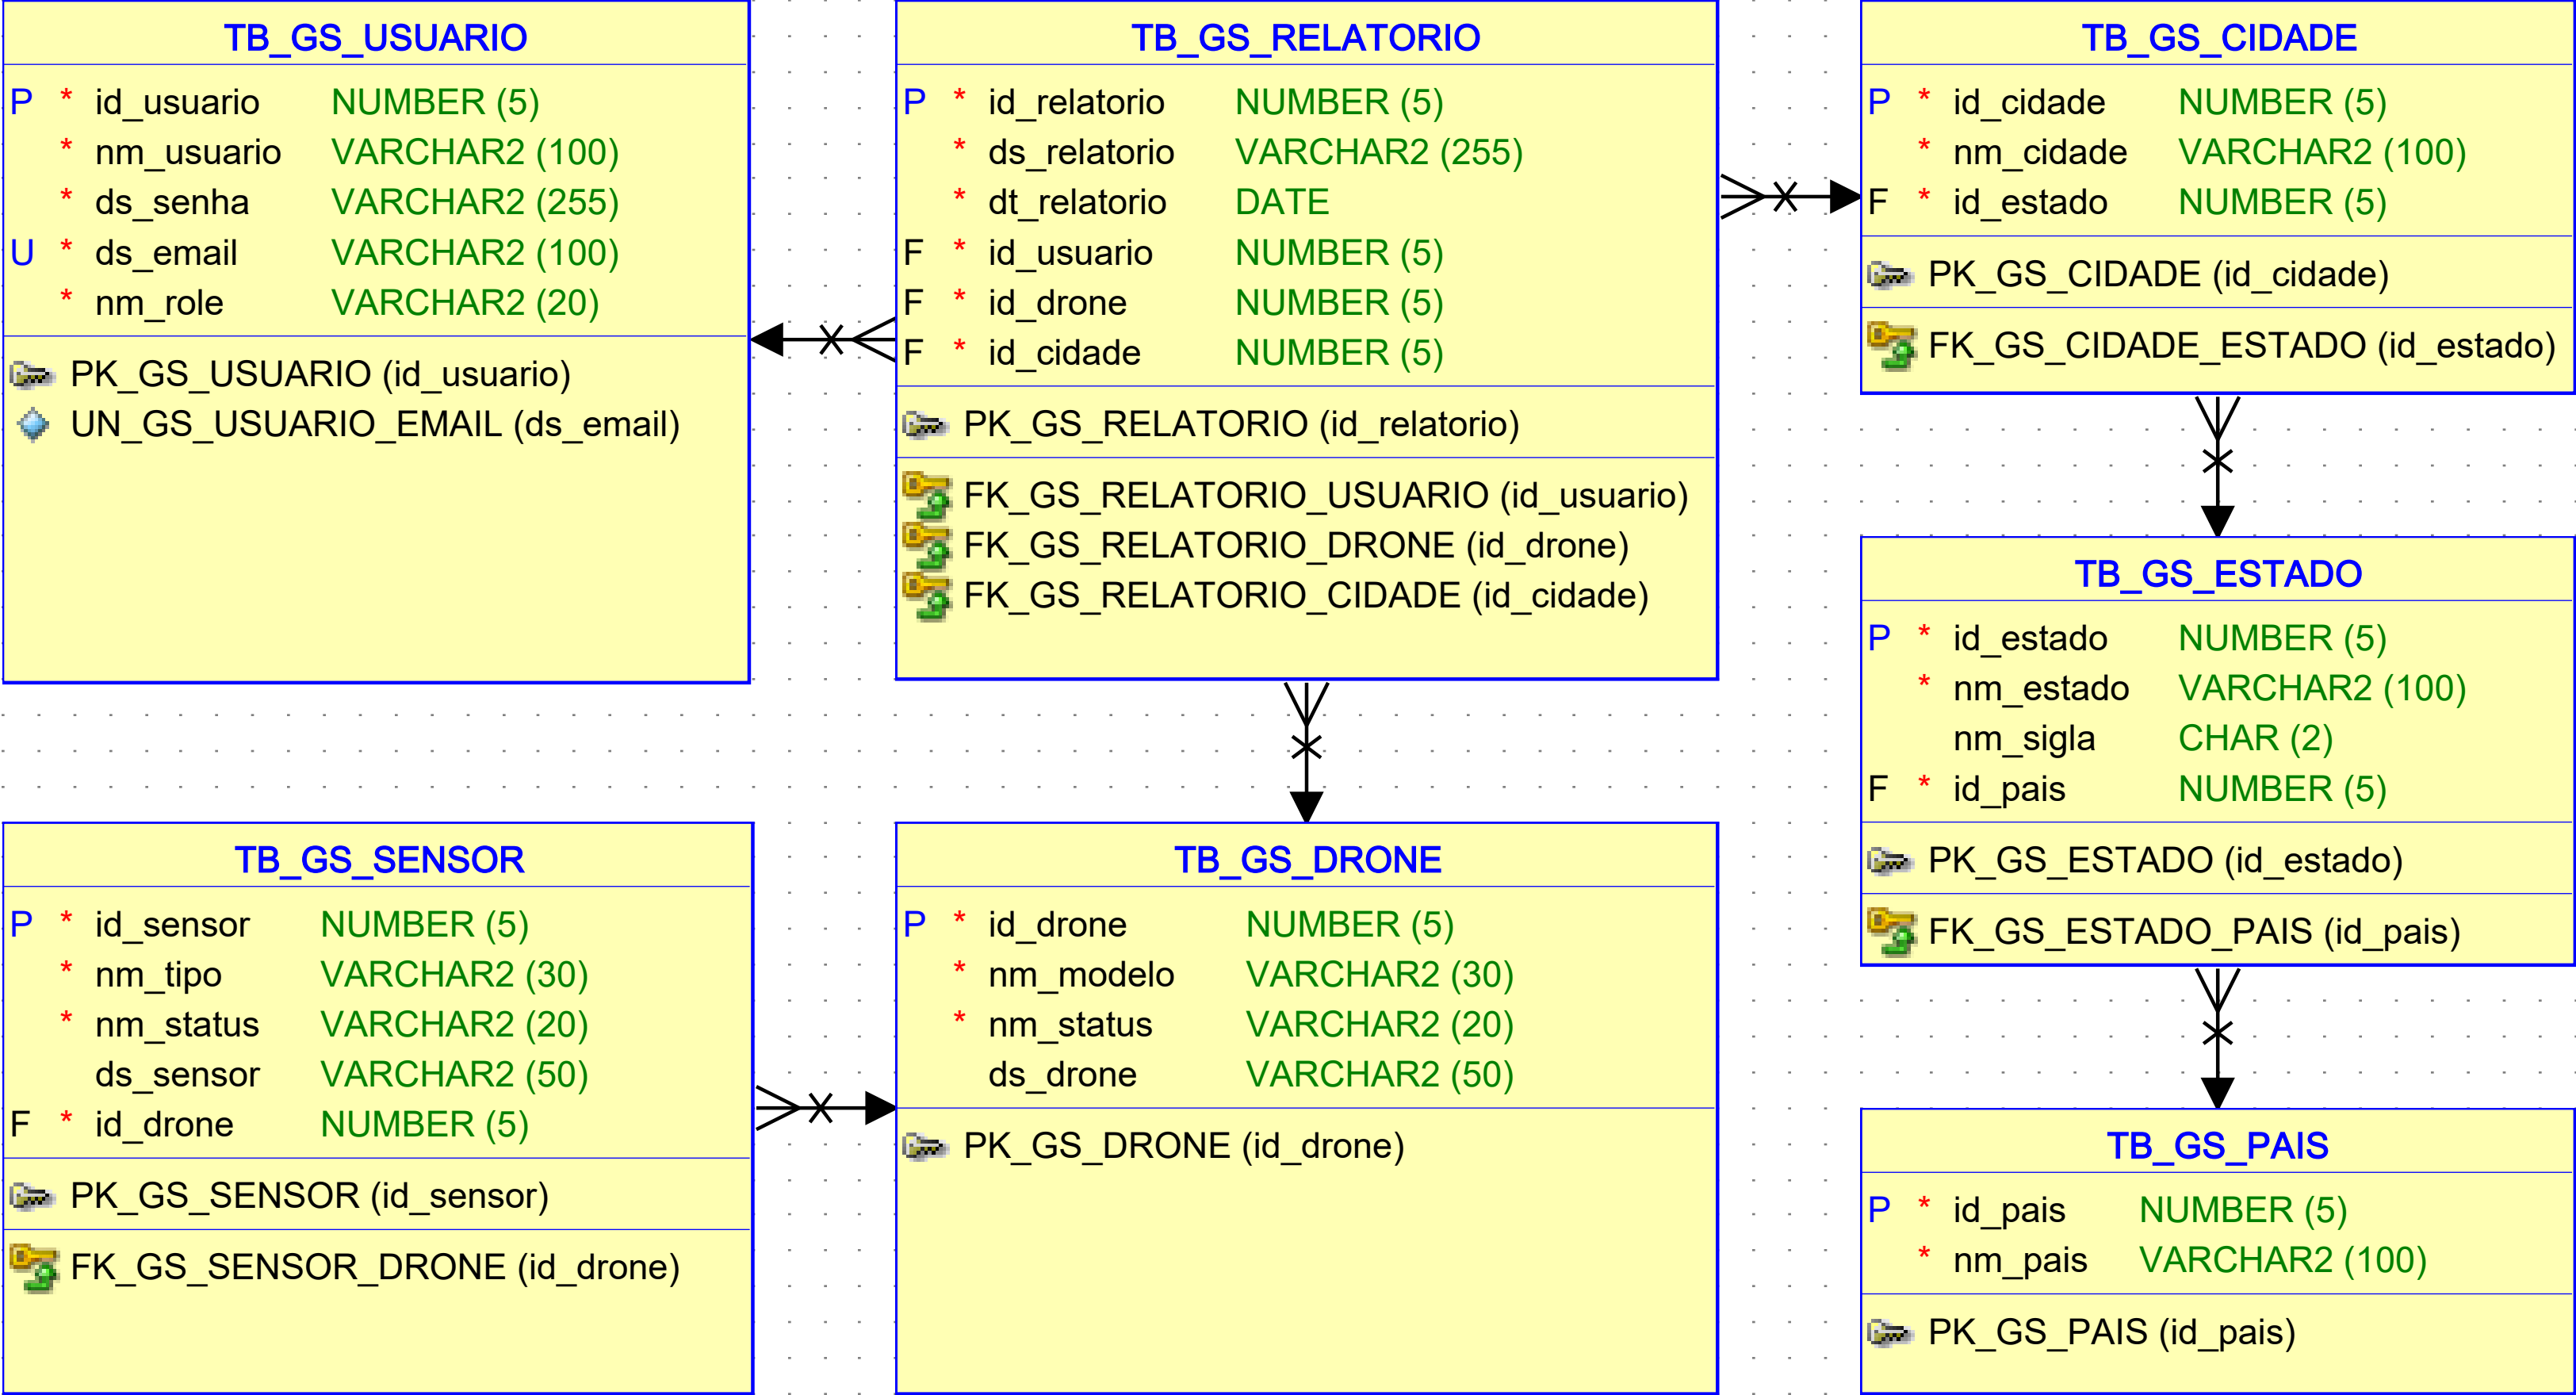 TB_GS_USUARIO
P * id_usuario NUMBER (5)
* nm_usuario VARCHAR2 (100)
* ds_senha VARCHAR2 (255)
U * ds_email VARCHAR2 (100)
* nm_role VARCHAR2 (20)
PK_GS_USUARIO (id_usuario)
UN_GS_USUARIO_EMAIL (ds_email)
TB_GS_RELATORIO
P * id_relatorio NUMBER (5)
* ds_relatorio VARCHAR2 (255)
* dt_relatorio DATE
F * id_usuario NUMBER (5)
F * id_drone NUMBER (5)
F * id_cidade NUMBER (5)
PK_GS_RELATORIO (id_relatorio)
FK_GS_RELATORIO_USUARIO (id_usuario)
FK_GS_RELATORIO_DRONE (id_drone)
FK_GS_RELATORIO_CIDADE (id_cidade)
TB_GS_CIDADE
P * id_cidade NUMBER (5)
* nm_cidade VARCHAR2 (100)
F * id_estado NUMBER (5)
PK_GS_CIDADE (id_cidade)
FK_GS_CIDADE_ESTADO (id_estado)
TB_GS_ESTADO
P * id_estado NUMBER (5)
* nm_estado VARCHAR2 (100)
nm_sigla CHAR (2)
F * id_pais NUMBER (5)
PK_GS_ESTADO (id_estado)
FK_GS_ESTADO_PAIS (id_pais)
TB_GS_SENSOR
P * id_sensor NUMBER (5)
* nm_tipo VARCHAR2 (30)
* nm_status VARCHAR2 (20)
ds_sensor VARCHAR2 (50)
F * id_drone NUMBER (5)
PK_GS_SENSOR (id_sensor)
FK_GS_SENSOR_DRONE (id_drone)
TB_GS_DRONE
P * id_drone NUMBER (5)
* nm_modelo VARCHAR2 (30)
* nm_status VARCHAR2 (20)
ds_drone VARCHAR2 (50)
PK_GS_DRONE (id_drone)
TB_GS_PAIS
P * id_pais NUMBER (5)
* nm_pais VARCHAR2 (100)
PK_GS_PAIS (id_pais)